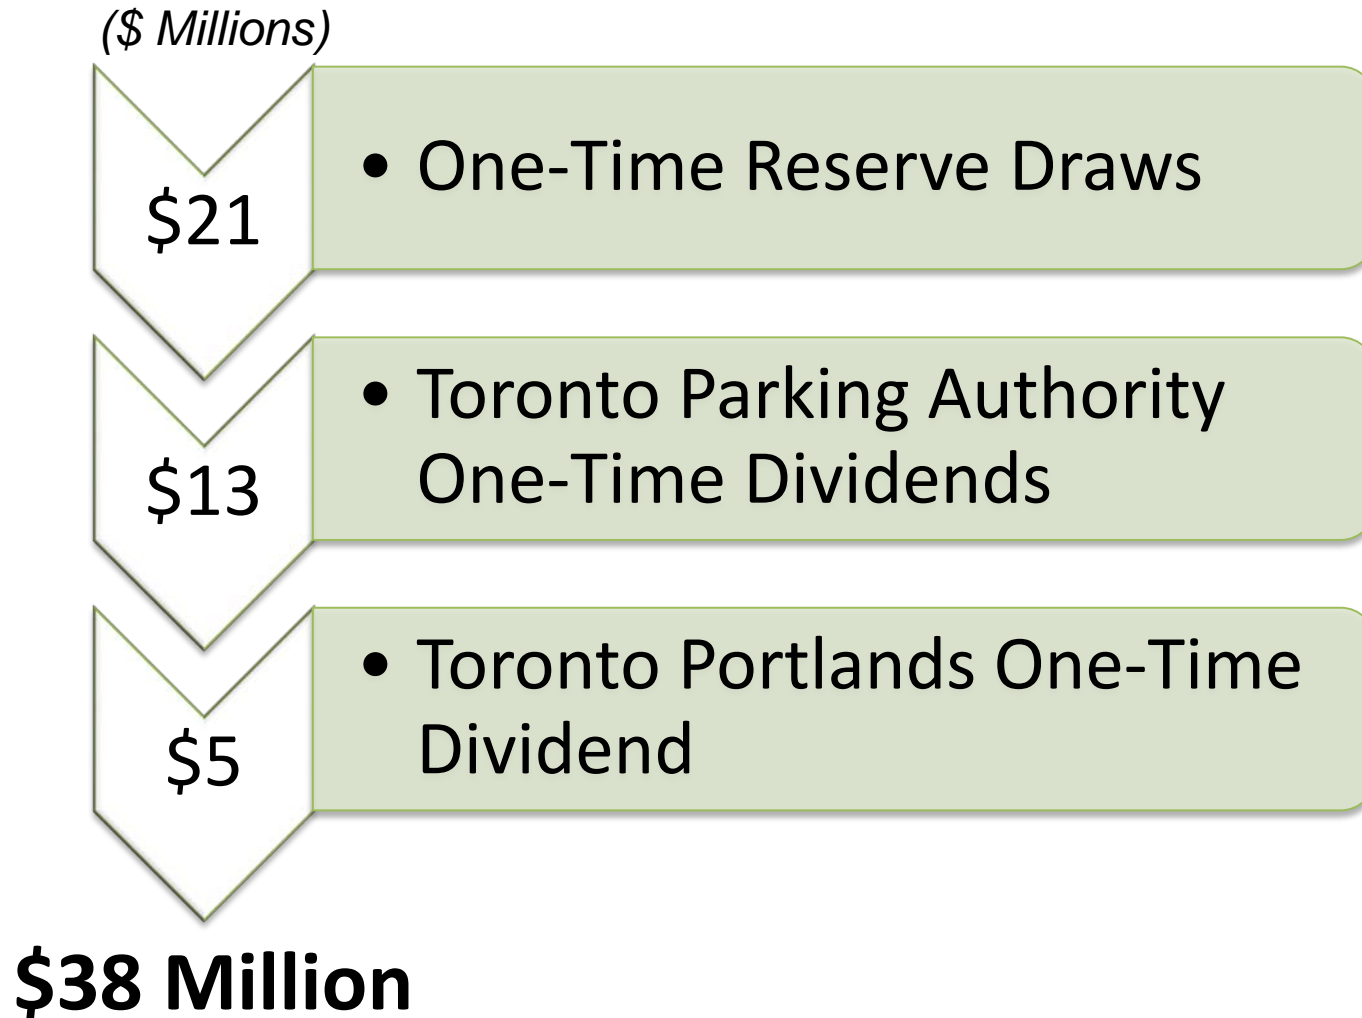 ($ Millions)
$21
• One-Time Reserve Draws
$13
• Toronto Parking Authority
One-Time Dividends
$5
• Toronto Portlands One-Time
Dividend
$38 Million